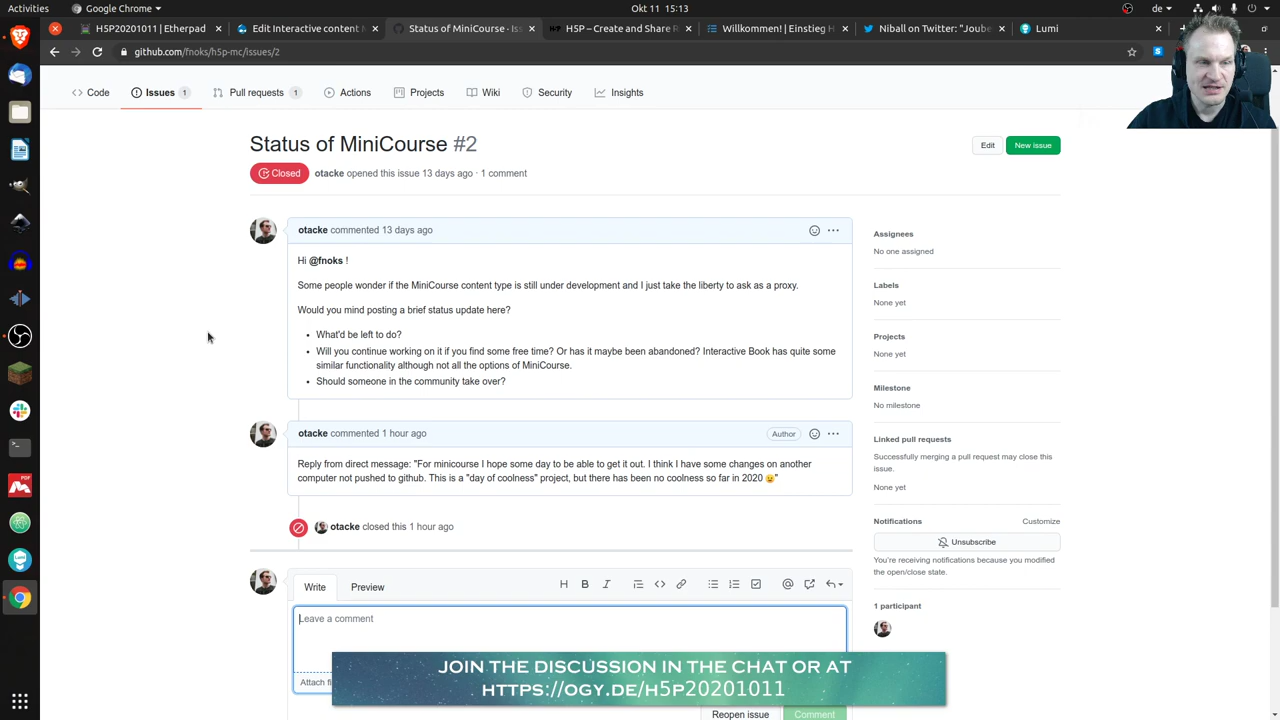 Activities
Google Chrome
Okt 11 15:13
H5P20201011 | Etherpad
Edit Interactive content
Status of MiniCourse - Iss
H5P – Create and Share R
Willkommen! | Einstieg H
Niball on Twitter: "Joube
Lumi
github.com/fnoks/h5p-mc/issues/2
Code
Issues 1
Pull requests 1
Actions
Projects
Wiki
Security
Insights
Status of MiniCourse #2
Edit
New issue
Closed
otacke opened this issue 13 days ago · 1 comment
otacke commented 13 days ago
Hi @fnoks !
Some people wonder if the MiniCourse content type is still under development and I just take the liberty to ask as a proxy.
Would you mind posting a brief status update here?
• What'd be left to do?
• Will you continue working on it if you find some free time? Or has it maybe been abandoned? Interactive Book has quite some
similar functionality although not all the options of MiniCourse.
• Should someone in the community take over?
otacke commented 1 hour ago
Author
Reply from direct message: "For minicourse I hope some day to be able to get it out. I think I have some changes on another
computer not pushed to github. This is a "day of coolness" project, but there has been no coolness so far in 2020 😉"
otacke closed this 1 hour ago
Write
Preview
Leave a comment
Attach fi
Reopen issue
Comment
Assignees
No one assigned
Labels
None yet
Projects
None yet
Milestone
No milestone
Linked pull requests
Successfully merging a pull request may close this
issue.
None yet
Notifications
Customize
Unsubscribe
You're receiving notifications because you modified
the open/close state.
1 participant
JOIN THE DISCUSSION IN THE CHAT OR AT
HTTPS://OGY.DE/H5P20201011